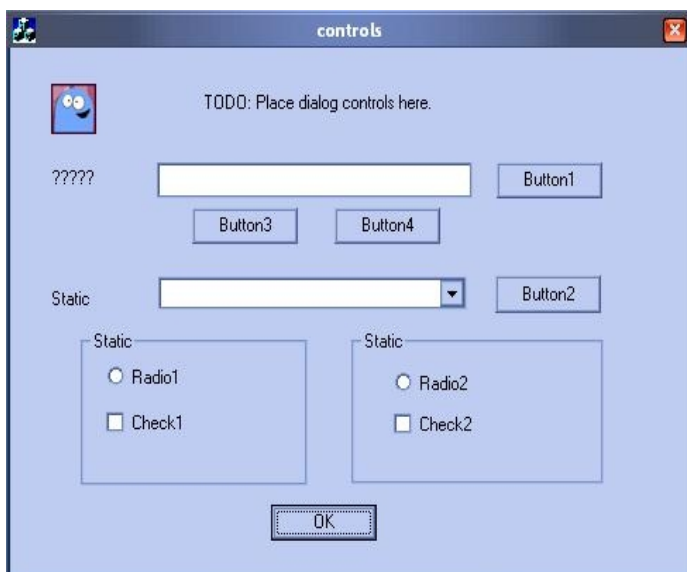 controls
TODO: Place dialog controls here.
?????
Button1
Button3
Button4
Static
Button2
Static
Radio1
Check1
Static
Radio2
Check2
OK